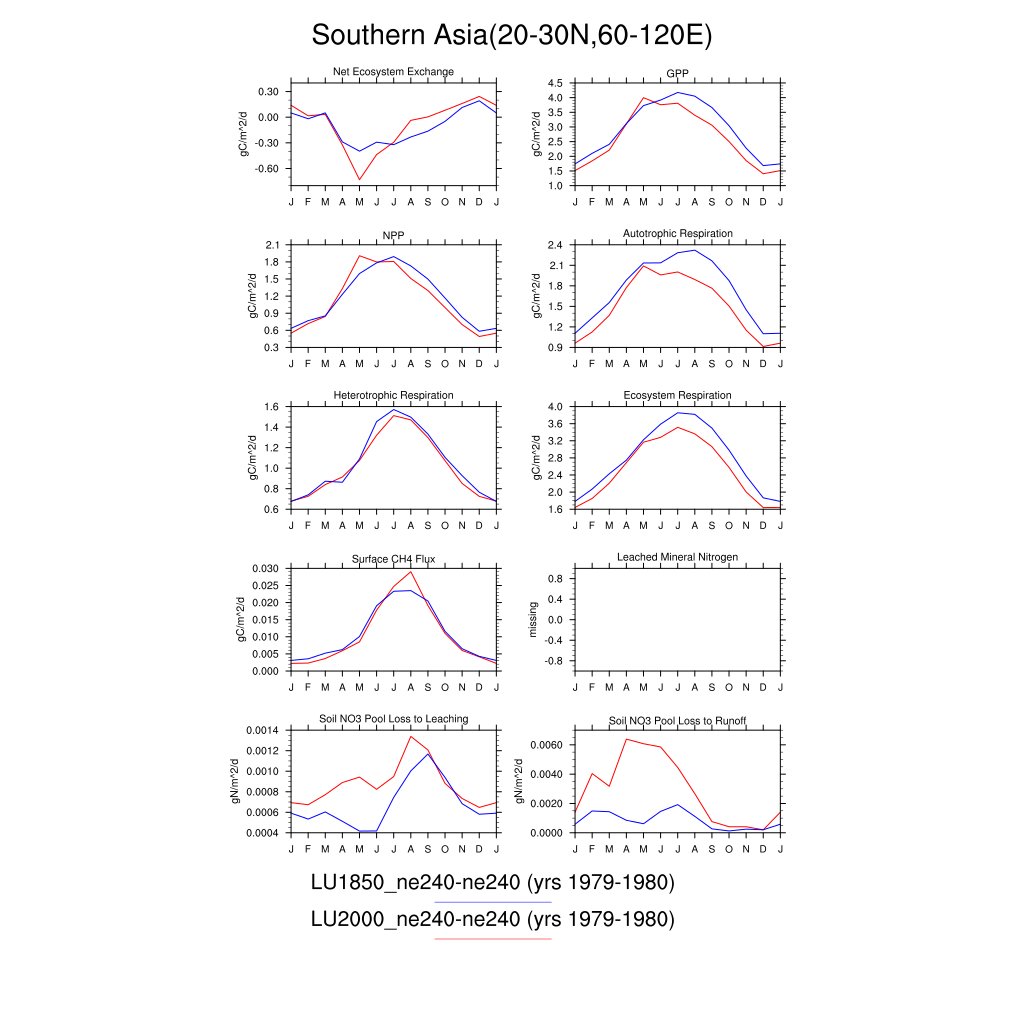 Southern Asia(20-30N,60-120E)
Net Ecosystem Exchange
gC/m^2/d
0.30
0.00
-0.30
-0.60
J F M A M J J A S O N D J
GPP
gC/m^2/d
4.5
4.0
3.5
3.0
2.5
2.0
1.5
1.0
J F M A M J J A S O N D J
NPP
gC/m^2/d
2.1
1.8
1.5
1.2
0.9
0.6
0.3
J F M A M J J A S O N D J
Autotrophic Respiration
gC/m^2/d
2.4
2.1
1.8
1.5
1.2
0.9
J F M A M J J A S O N D J
Heterotrophic Respiration
gC/m^2/d
1.6
1.4
1.2
1.0
0.8
0.6
J F M A M J J A S O N D J
Ecosystem Respiration
gC/m^2/d
4.0
3.6
3.2
2.8
2.4
2.0
1.6
J F M A M J J A S O N D J
Surface CH4 Flux
gC/m^2/d
0.030
0.025
0.020
0.015
0.010
0.005
0.000
J F M A M J J A S O N D J
Leached Mineral Nitrogen
missing
0.8
0.4
0.0
-0.4
-0.8
J F M A M J J A S O N D J
Soil NO3 Pool Loss to Leaching
gN/m^2/d
0.0014
0.0012
0.0010
0.0008
0.0006
0.0004
J F M A M J J A S O N D J
Soil NO3 Pool Loss to Runoff
gN/m^2/d
0.0060
0.0040
0.0020
0.0000
J F M A M J J A S O N D J
LU1850_ne240-ne240 (yrs 1979-1980)
LU2000_ne240-ne240 (yrs 1979-1980)